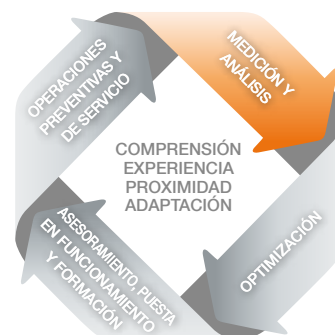 OPERACIONES
PREVENTIVAS Y
DE SERVICIO
MEDICIÓN Y
ANÁLISIS
COMPRENSIÓN
EXPERIENCIA
PROXIMIDAD
ADAPTACIÓN
ASESORAMIENTO, PUESTA
EN FUNCIONAMIENTO
Y FORMACIÓN
OPTIMIZACIÓN